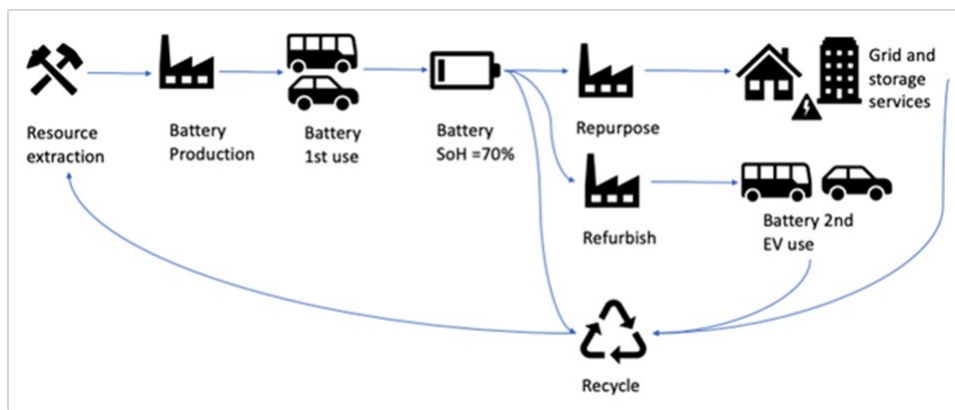 Resource
extraction
Battery
Production
Battery
1st use
Battery
SoH =70%
Repurpose
Grid and
storage
services
Refurbish
Battery 2nd
EV use
Recycle